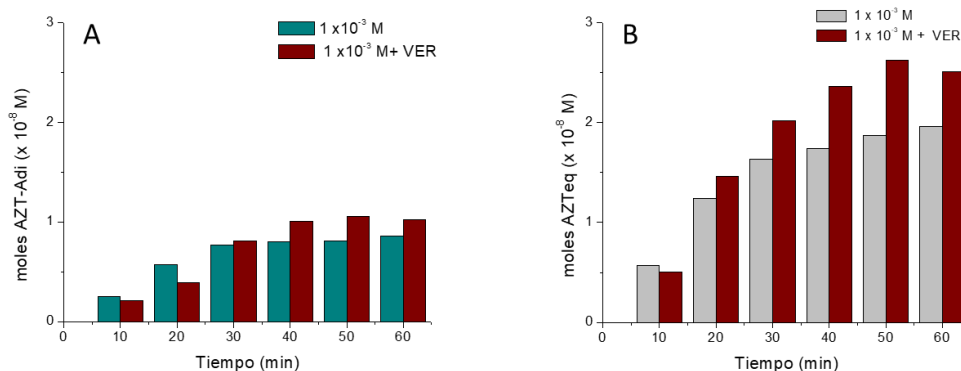 A
1 x10⁻³ M
1 x10⁻³ M+ VER
moles AZT-Adi (x 10⁻⁸ M)
3
2
1
0
0 10 20 30 40 50 60
Tiempo (min)
B
1 x 10⁻³ M
1 x 10⁻³ M + VER
moles AZTeq (x 10⁻⁸ M)
3
2
1
0
0 10 20 30 40 50 60
Tiempo (min)